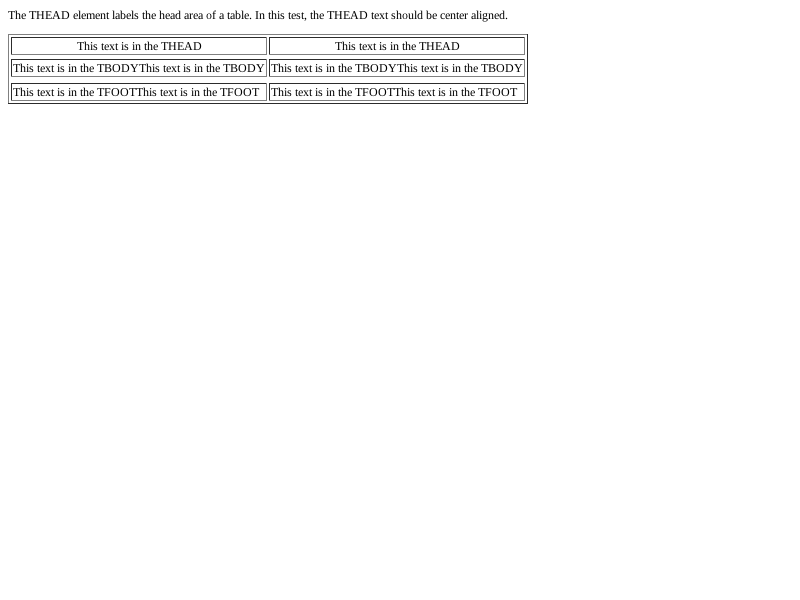 The THEAD element labels the head area of a table. In this test, the THEAD text should be center aligned.
This text is in the THEAD This text is in the THEAD
This text is in the TBODYThis text is in the TBODY This text is in the TBODYThis text is in the TBODY
This text is in the TFOOTThis text is in the TFOOT This text is in the TFOOTThis text is in the TFOOT